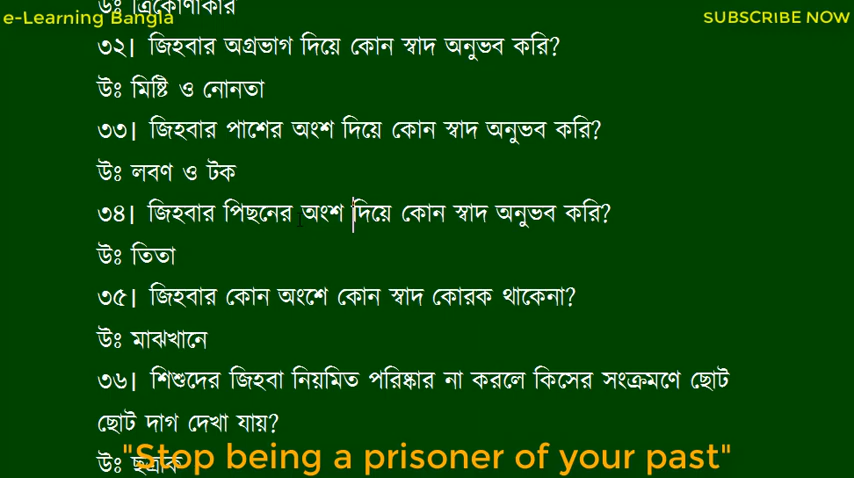 উঃ ত্রিকোণাকার
e-Learning Bangla
SUBSCRIBE NOW
৩২। জিহবার অগ্রভাগ দিয়ে কোন স্বাদ অনুভব করি?
উঃ মিষ্টি ও নোনতা
৩৩। জিহবার পাশের অংশ দিয়ে কোন স্বাদ অনুভব করি?
উঃ লবণ ও টক
৩৪। জিহবার পিছনের অংশ দিয়ে কোন স্বাদ অনুভব করি?
উঃ তিতা
৩৫। জিহবার কোন অংশে কোন স্বাদ কোরক থাকেনা?
উঃ মাঝখানে
৩৬। শিশুদের জিহবা নিয়মিত পরিষ্কার না করলে কিসের সংক্রমণে ছোট
ছোট দাগ দেখা যায়?
উঃ ছত্রাক
"Stop being a prisoner of your past"